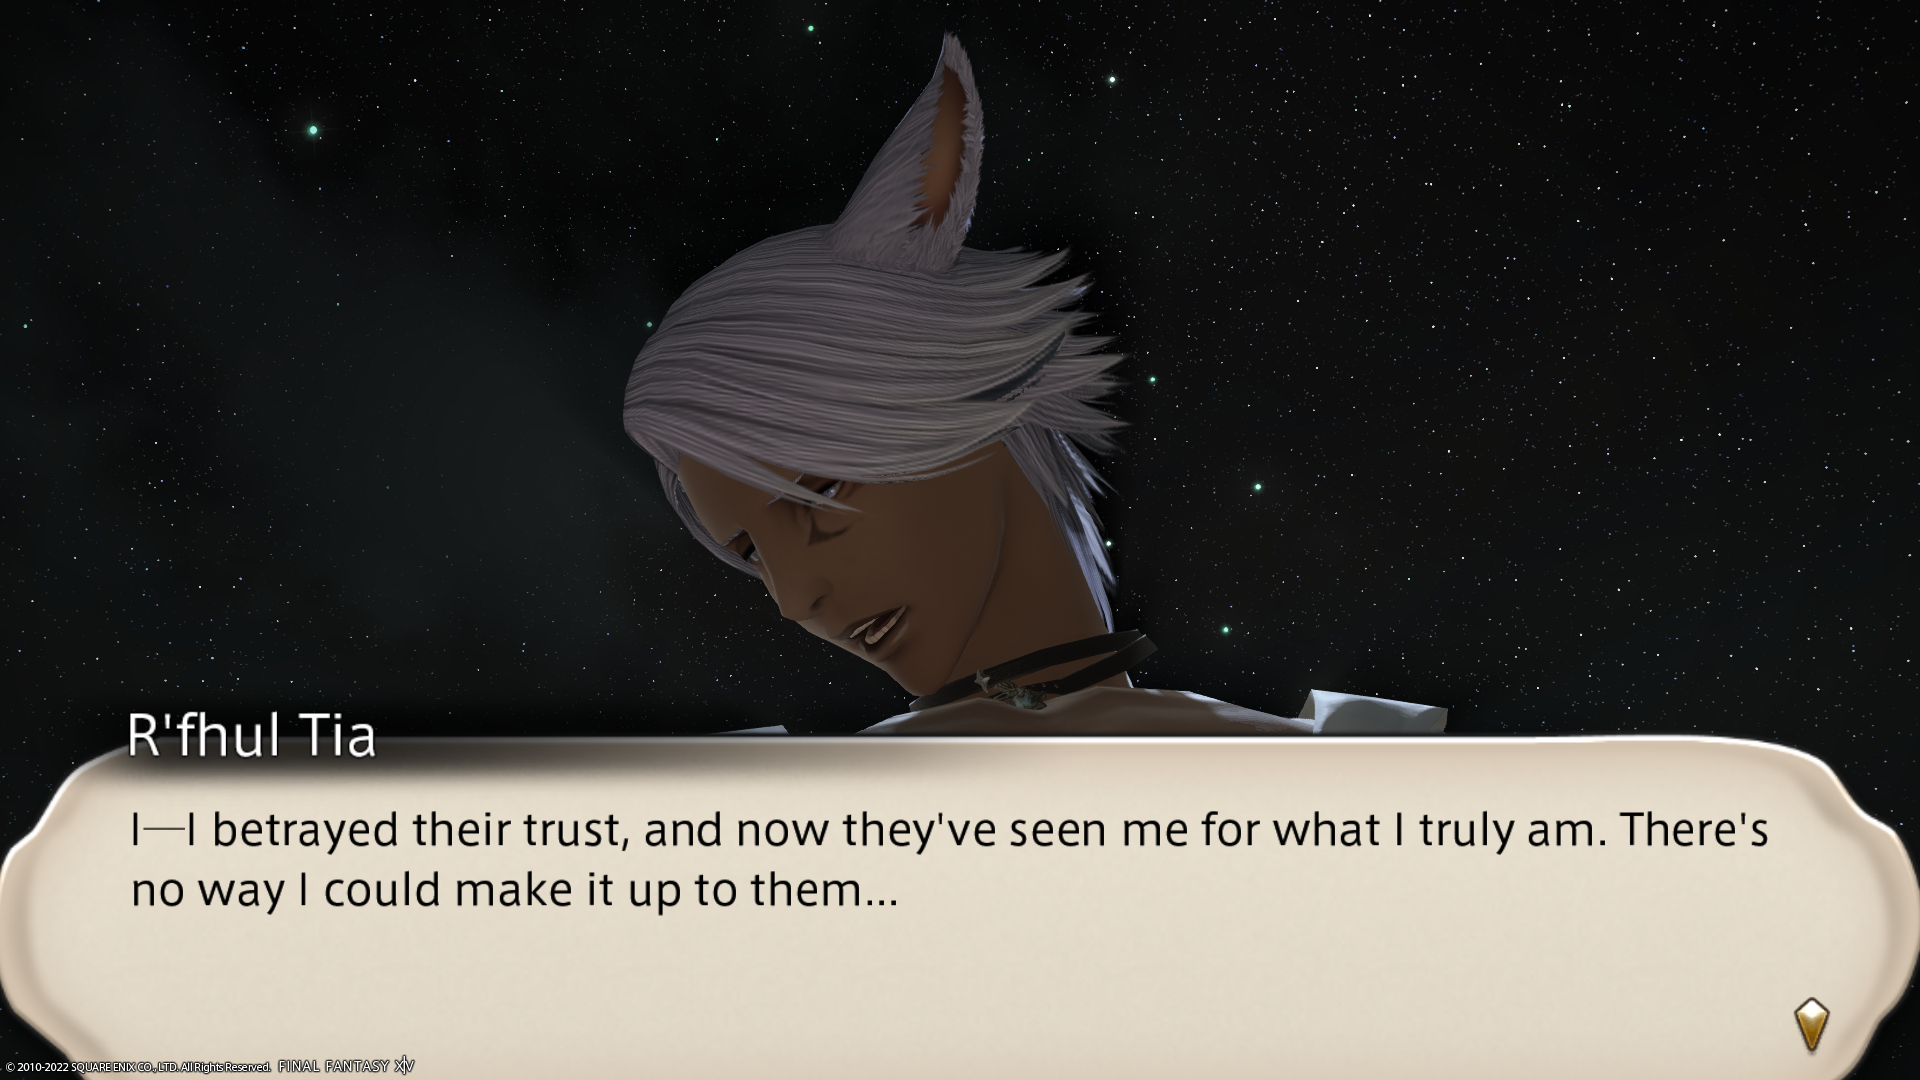 R'fhul Tia
I—I betrayed their trust, and now they've seen me for what I truly am. There's
no way I could make it up to them...
© 2010-2022 SQUARE ENIX CO., LTD. All Rights Reserved. FINAL FANTASY XIV